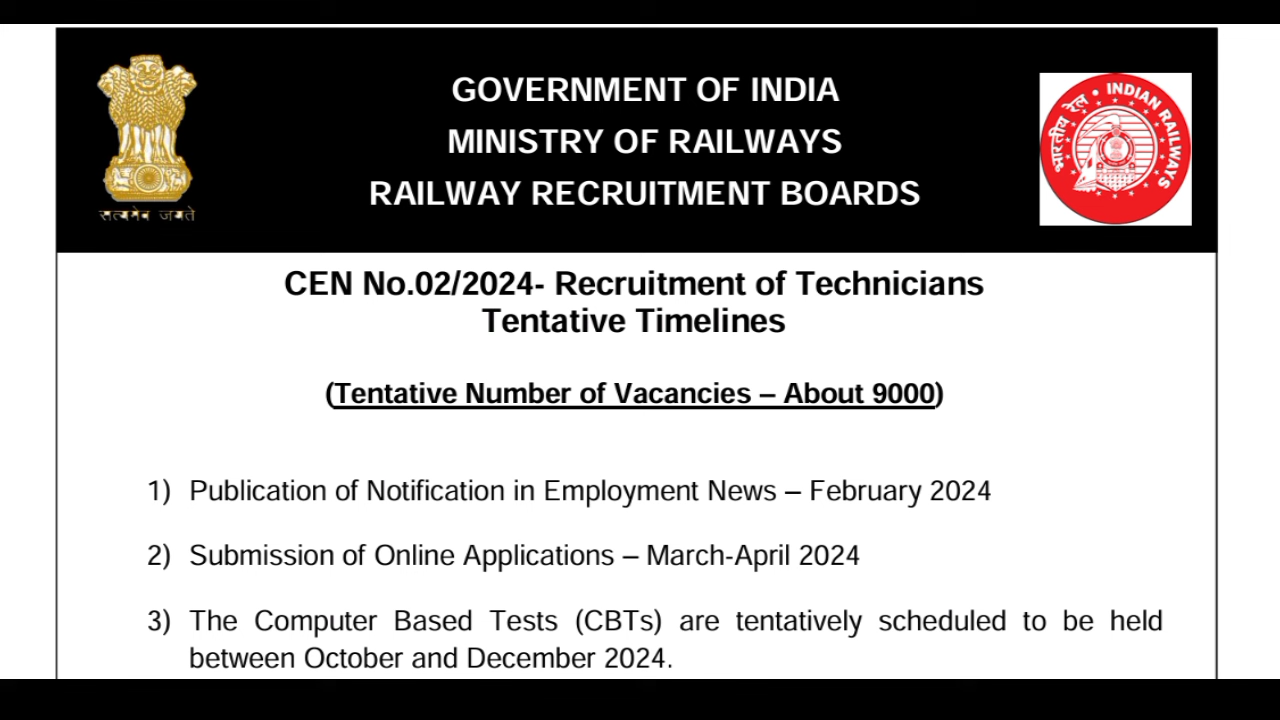 GOVERNMENT OF INDIA
MINISTRY OF RAILWAYS
RAILWAY RECRUITMENT BOARDS
सत्यमेव जयते
भारतीय रेल • INDIAN RAILWAYS
CEN No.02/2024- Recruitment of Technicians
Tentative Timelines
(Tentative Number of Vacancies – About 9000)
1) Publication of Notification in Employment News – February 2024
2) Submission of Online Applications – March-April 2024
3) The Computer Based Tests (CBTs) are tentatively scheduled to be held
between October and December 2024.